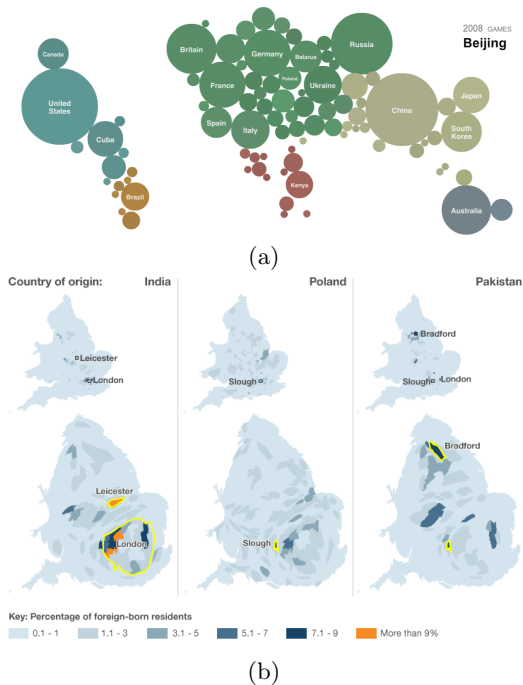 2008 GAMES
Beijing
Canada
United
States
Cuba
Brazil
Britain
Germany
Belarus
Russia
Poland
France
Ukraine
Spain
Italy
Kenya
China
Japan
South
Korea
Australia
(a)
Country of origin: India Poland Pakistan
Leicester
London
Slough
Bradford
Slough London
Leicester
London
Slough
Bradford
Key: Percentage of foreign-born residents
0.1 - 1 1.1 - 3 3.1 - 5 5.1 - 7 7.1 - 9 More than 9%
(b)